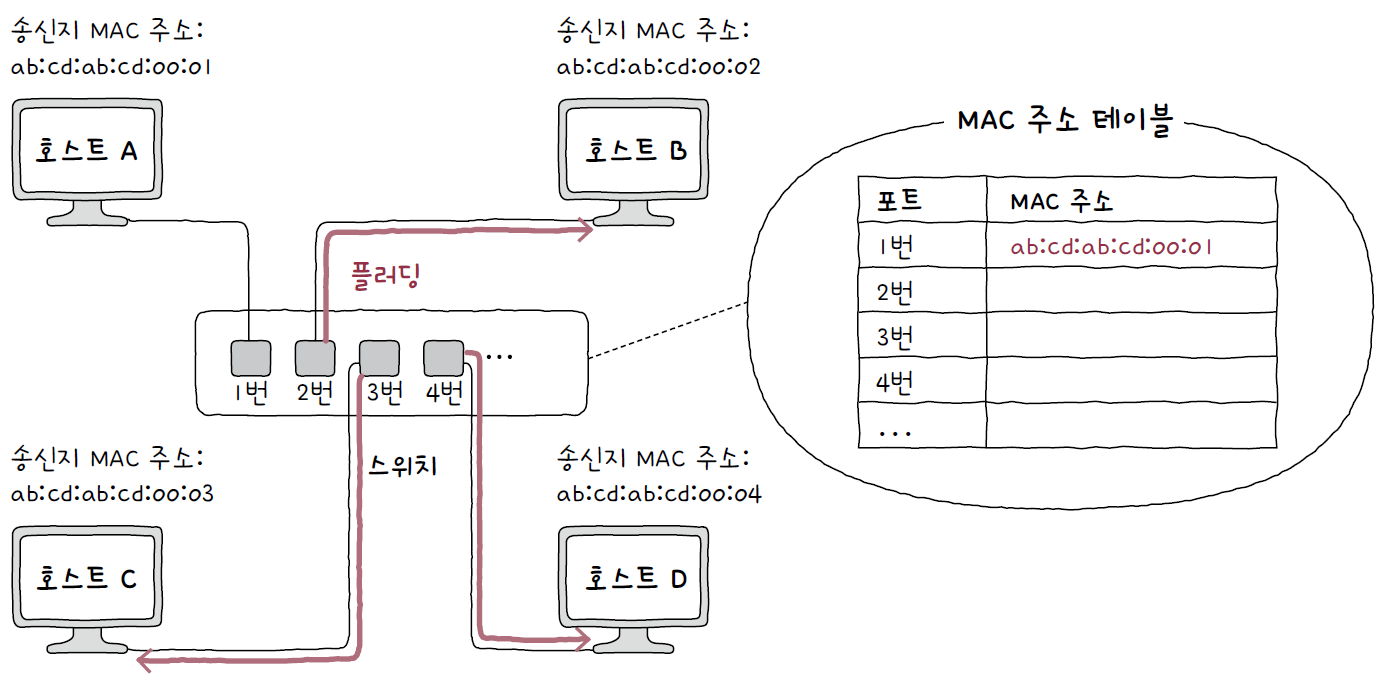 송신지 MAC 주소:
ab:cd:ab:cd:00:01
호스트 A
송신지 MAC 주소:
ab:cd:ab:cd:00:02
호스트 B
플러딩
1번
2번
3번
4번
...
스위치
송신지 MAC 주소:
ab:cd:ab:cd:00:03
호스트 C
송신지 MAC 주소:
ab:cd:ab:cd:00:04
호스트 D
MAC 주소 테이블
포트 MAC 주소
1번 ab:cd:ab:cd:00:01
2번
3번
4번
...